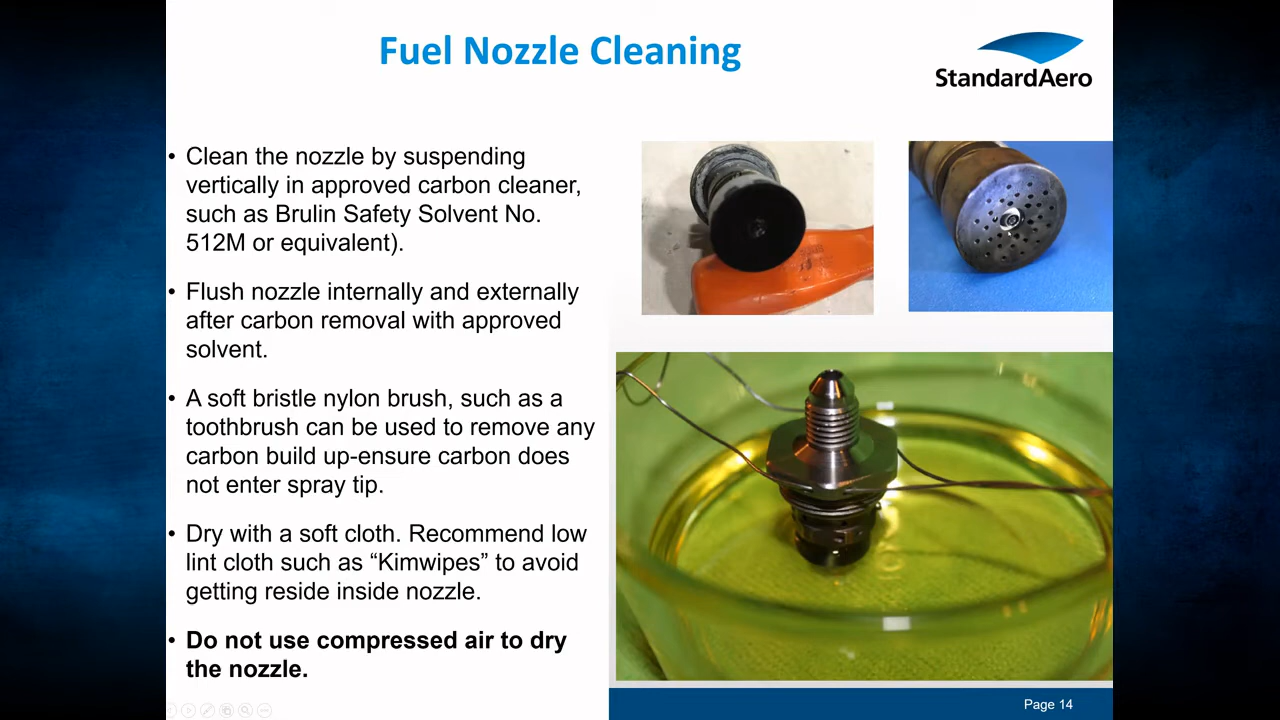 Fuel Nozzle Cleaning
StandardAero
• Clean the nozzle by suspending
vertically in approved carbon cleaner,
such as Brulin Safety Solvent No.
512M or equivalent).
• Flush nozzle internally and externally
after carbon removal with approved
solvent.
• A soft bristle nylon brush, such as a
toothbrush can be used to remove any
carbon build up-ensure carbon does
not enter spray tip.
• Dry with a soft cloth. Recommend low
lint cloth such as “Kimwipes” to avoid
getting reside inside nozzle.
• Do not use compressed air to dry
the nozzle.
Page 14